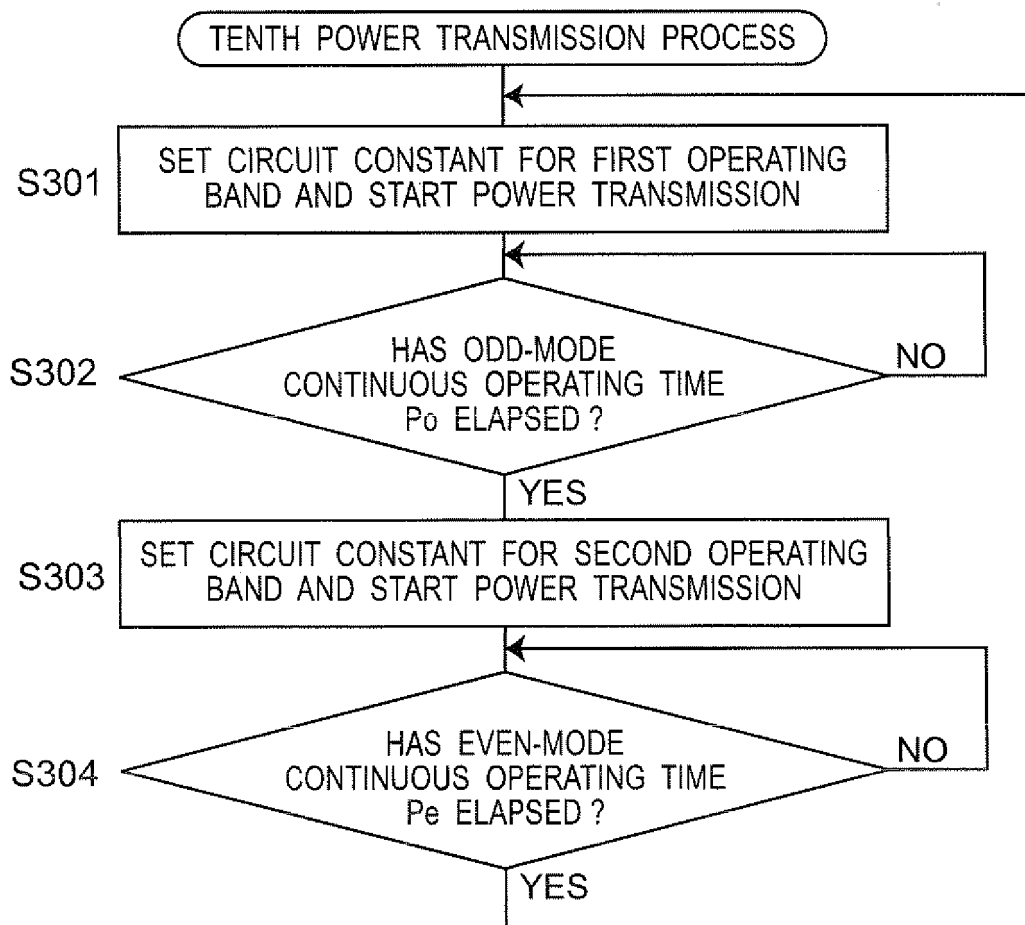 TENTH POWER TRANSMISSION PROCESS
S301
SET CIRCUIT CONSTANT FOR FIRST OPERATING
BAND AND START POWER TRANSMISSION
S302
HAS ODD-MODE
CONTINUOUS OPERATING TIME
Po ELAPSED ?
NO
YES
S303
SET CIRCUIT CONSTANT FOR SECOND OPERATING
BAND AND START POWER TRANSMISSION
S304
HAS EVEN-MODE
CONTINUOUS OPERATING TIME
Pe ELAPSED ?
NO
YES